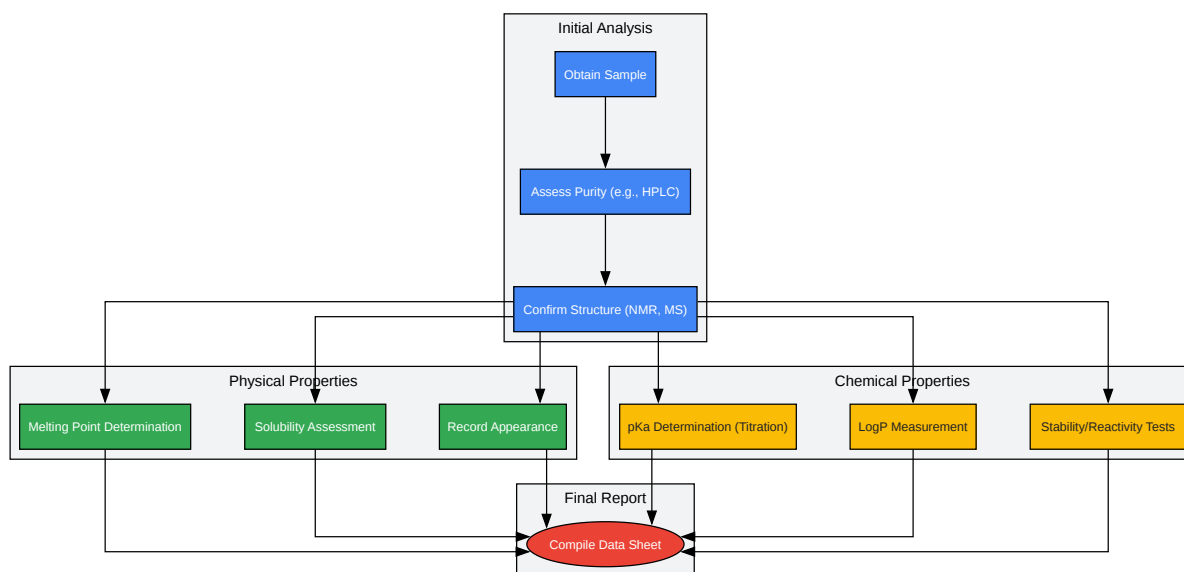 Initial Analysis
Obtain Sample
Assess Purity (e.g., HPLC)
Confirm Structure (NMR, MS)
Physical Properties
Chemical Properties
Melting Point Determination
Solubility Assessment
Record Appearance
pKa Determination (Titration)
LogP Measurement
Stability/Reactivity Tests
Final Report
Compile Data Sheet